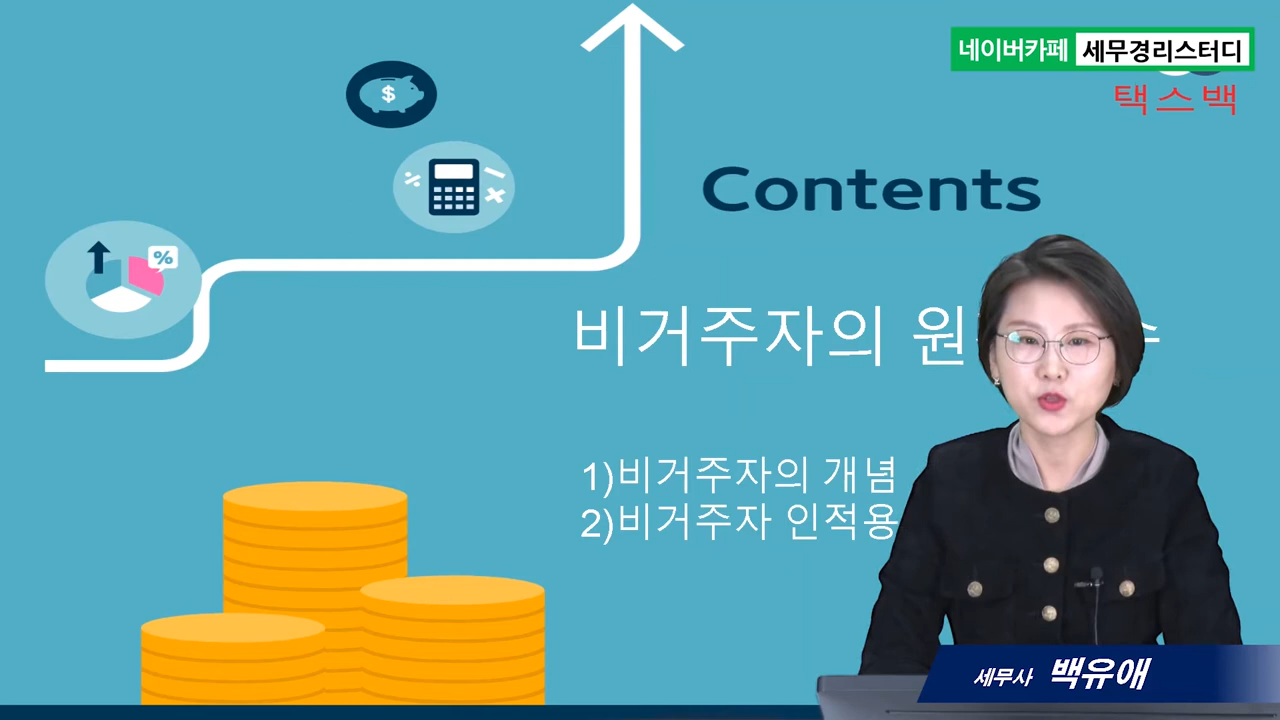 네이버카페 세무경리스터디
택스백
Contents
비거주자의
1)비거주자의 개념
2)비거주자 인적용
$
%
세무사 백유애